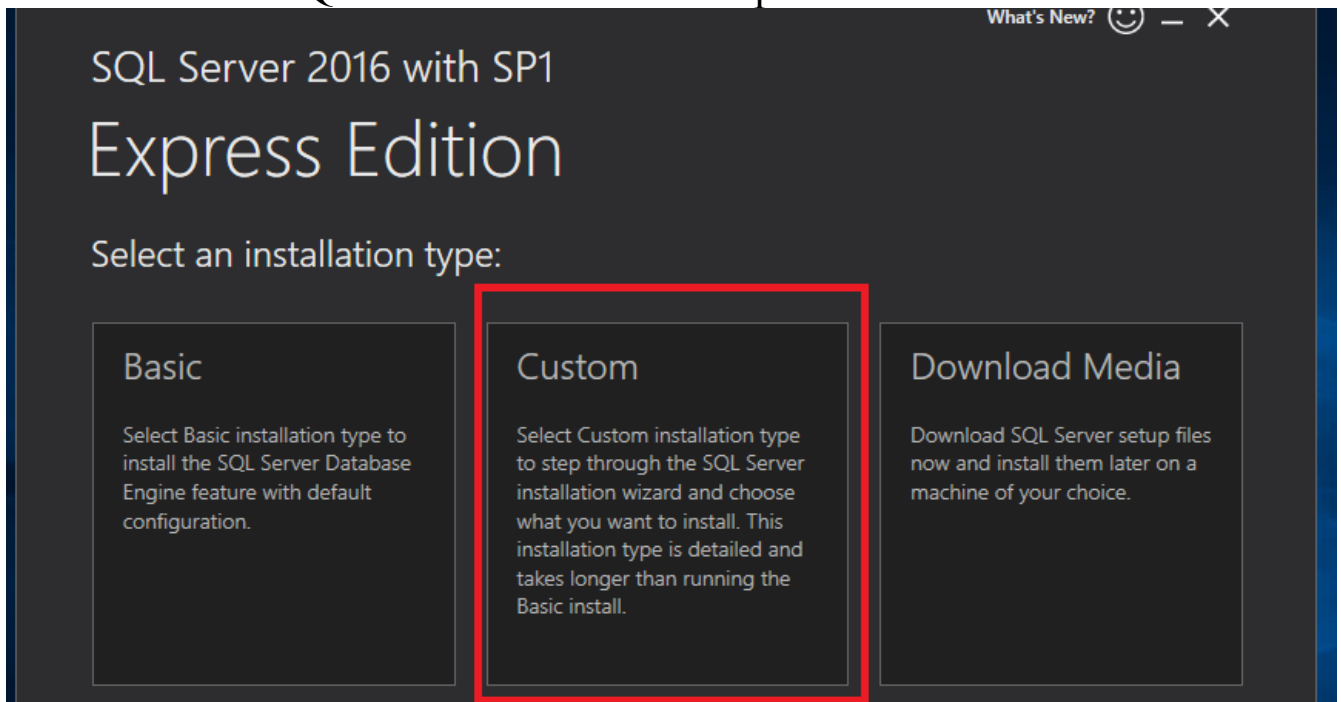 What's New?
SQL Server 2016 with SP1
Express Edition
Select an installation type:
Basic
Select Basic installation type to
install the SQL Server Database
Engine feature with default
configuration.
Custom
Select Custom installation type
to step through the SQL Server
installation wizard and choose
what you want to install. This
installation type is detailed and
takes longer than running the
Basic install.
Download Media
Download SQL Server setup files
now and install them later on a
machine of your choice.